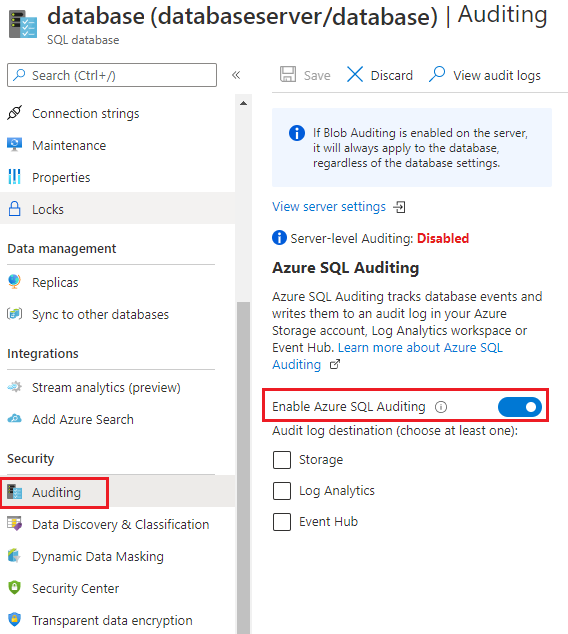 database (databaseserver/database) | Auditing
SQL database
Search (Ctrl+/)
«
Connection strings
Maintenance
Properties
Locks
Data management
Replicas
Sync to other databases
Integrations
Stream analytics (preview)
Add Azure Search
Security
Auditing
Data Discovery & Classification
Dynamic Data Masking
Security Center
Transparent data encryption
Save
Discard
View audit logs
If Blob Auditing is enabled on the server,
it will always apply to the database,
regardless of the database settings.
View server settings
Server-level Auditing: Disabled
Azure SQL Auditing
Azure SQL Auditing tracks database events and
writes them to an audit log in your Azure
Storage account, Log Analytics workspace or
Event Hub. Learn more about Azure SQL
Auditing
Enable Azure SQL Auditing
Audit log destination (choose at least one):
Storage
Log Analytics
Event Hub